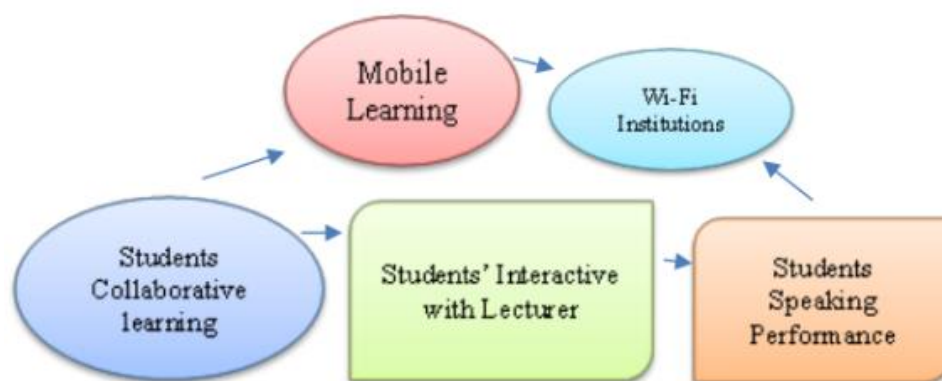 Mobile
Learning
Wi-Fi
Institutions
Students
Collaborative
learning
Students' Interactive
with Lecturer
Students
Speaking
Performance